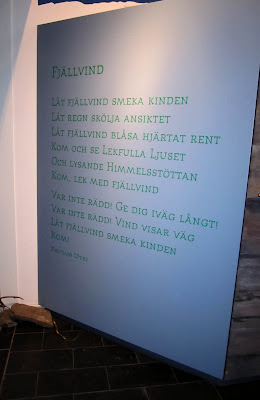 Fjällvind
Låt fjällvind smeka kinden
Låt regn skölja ansiktet
Låt fjällvind blåsa hjärtat rent
Kom och se Lekfulla Ljuset
Och lysande Himmelsstöttan
Kom, lek med fjällvind
Var inte rädd! Ge dig iväg långt!
Var inte rädd! Vind visar väg
Låt fjällvind smeka kinden
Kom!